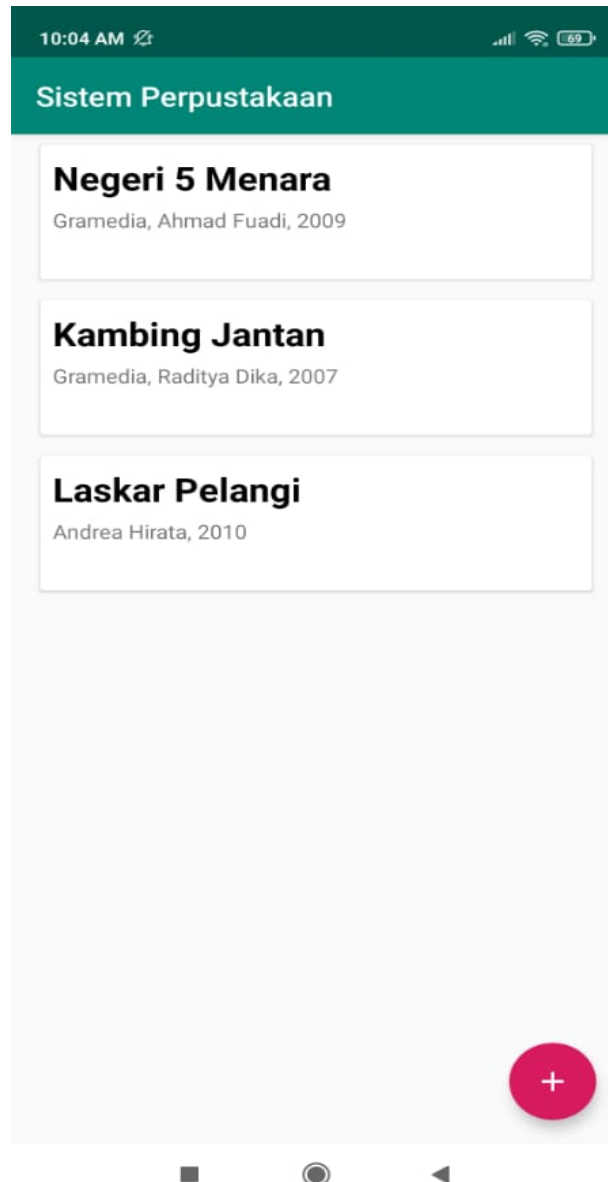 10:04 AM 69
Sistem Perpustakaan
Negeri 5 Menara
Gramedia, Ahmad Fuadi, 2009
Kambing Jantan
Gramedia, Raditya Dika, 2007
Laskar Pelangi
Andrea Hirata, 2010
+